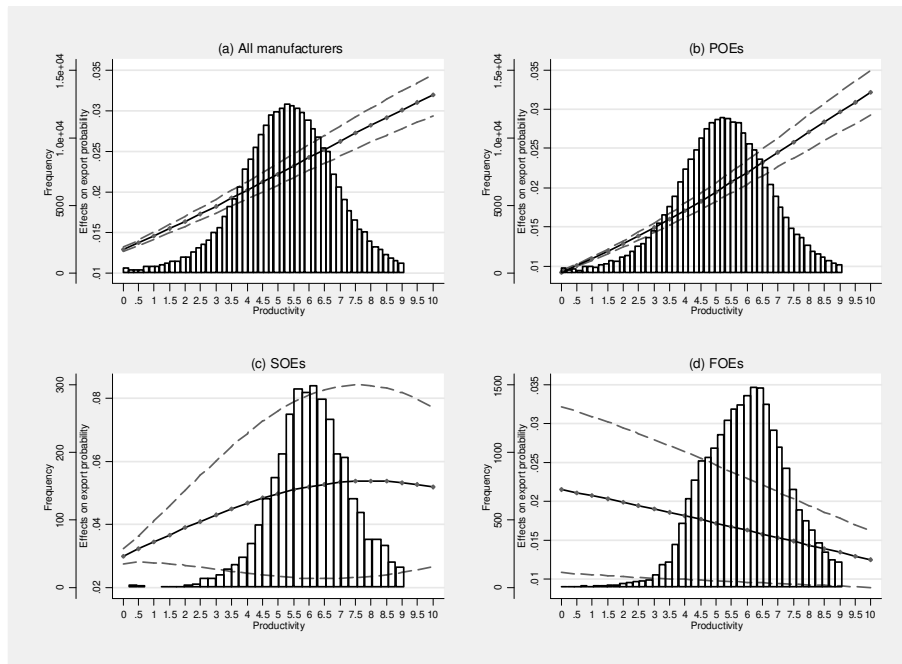 (a) All manufacturers
Frequency
0 5000 1.0e+04 1.5e+04
Effects on export probability
.01 .015 .02 .025 .03 .035
0 .5 1 1.5 2 2.5 3 3.5 4 4.5 5 5.5 6 6.5 7 7.5 8 8.5 9 9.5 10
Productivity
(b) POEs
Frequency
0 5000 1.0e+04 1.5e+04
Effects on export probability
.01 .015 .02 .025 .03 .035
0 .5 1 1.5 2 2.5 3 3.5 4 4.5 5 5.5 6 6.5 7 7.5 8 8.5 9 9.5 10
Productivity
(c) SOEs
Frequency
0 100 200 300
Effects on export probability
.02 .04 .06 .08
0 .5 1 1.5 2 2.5 3 3.5 4 4.5 5 5.5 6 6.5 7 7.5 8 8.5 9 9.5 10
Productivity
(d) FOEs
Frequency
0 500 1000 1500
Effects on export probability
.01 .015 .02 .025 .03 .035
0 .5 1 1.5 2 2.5 3 3.5 4 4.5 5 5.5 6 6.5 7 7.5 8 8.5 9 9.5 10
Productivity